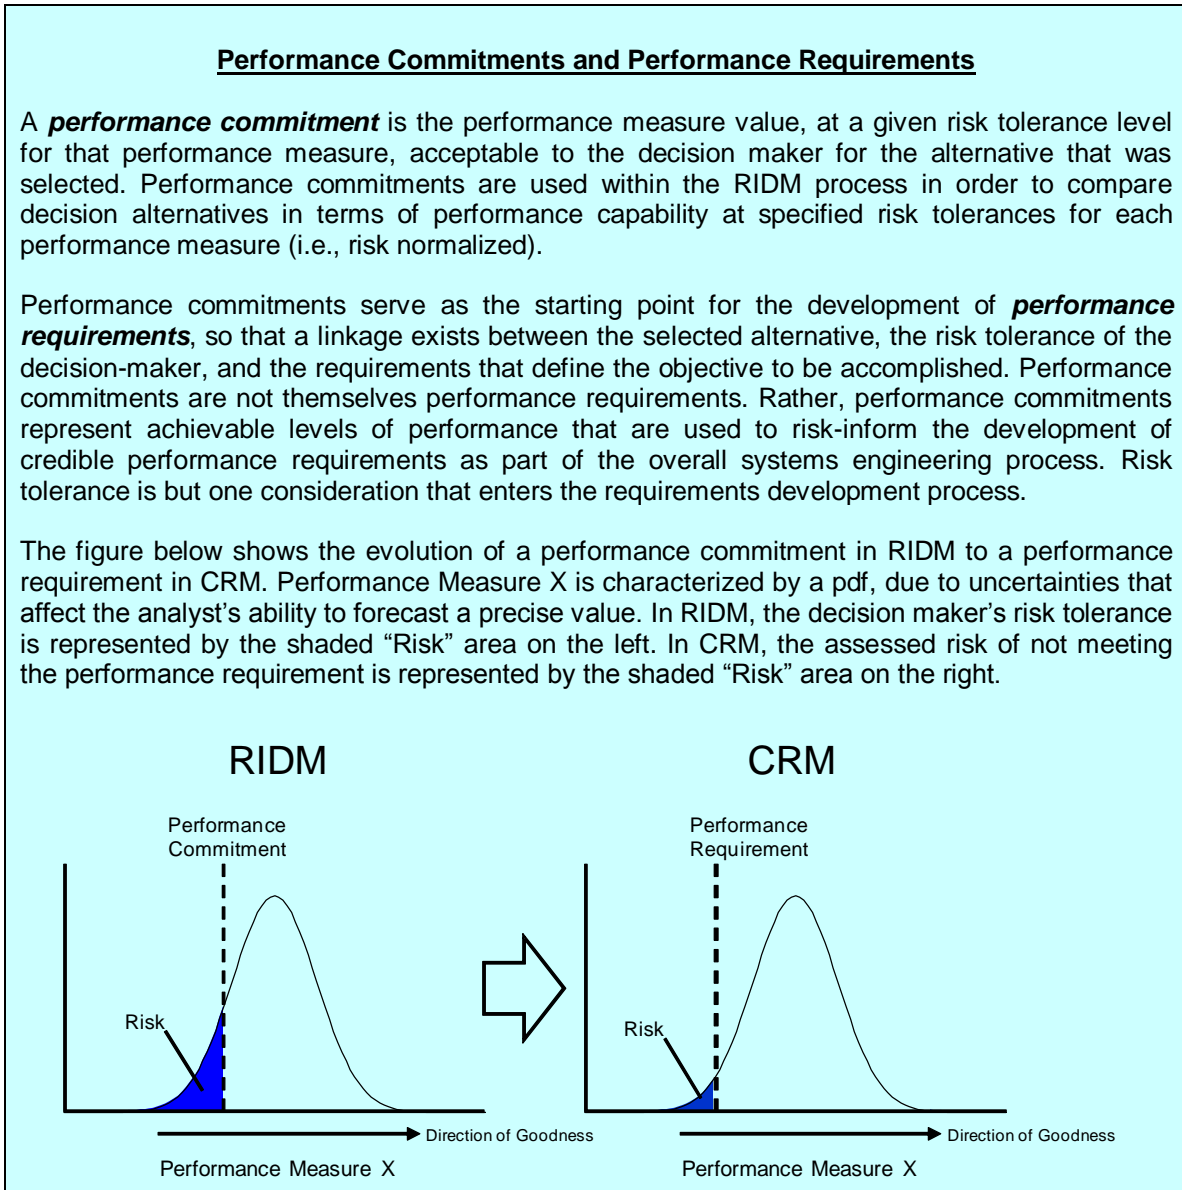 Performance Commitments and Performance Requirements
A performance commitment is the performance measure value, at a given risk tolerance level
for that performance measure, acceptable to the decision maker for the alternative that was
selected. Performance commitments are used within the RIDM process in order to compare
decision alternatives in terms of performance capability at specified risk tolerances for each
performance measure (i.e., risk normalized).
Performance commitments serve as the starting point for the development of performance
requirements, so that a linkage exists between the selected alternative, the risk tolerance of the
decision-maker, and the requirements that define the objective to be accomplished. Performance
commitments are not themselves performance requirements. Rather, performance commitments
represent achievable levels of performance that are used to risk-inform the development of
credible performance requirements as part of the overall systems engineering process. Risk
tolerance is but one consideration that enters the requirements development process.
The figure below shows the evolution of a performance commitment in RIDM to a performance
requirement in CRM. Performance Measure X is characterized by a pdf, due to uncertainties that
affect the analyst’s ability to forecast a precise value. In RIDM, the decision maker’s risk tolerance
is represented by the shaded “Risk” area on the left. In CRM, the assessed risk of not meeting
the performance requirement is represented by the shaded “Risk” area on the right.
RIDM
Performance
Commitment
Risk
Direction of Goodness
Performance Measure X
CRM
Performance
Requirement
Risk
Direction of Goodness
Performance Measure X